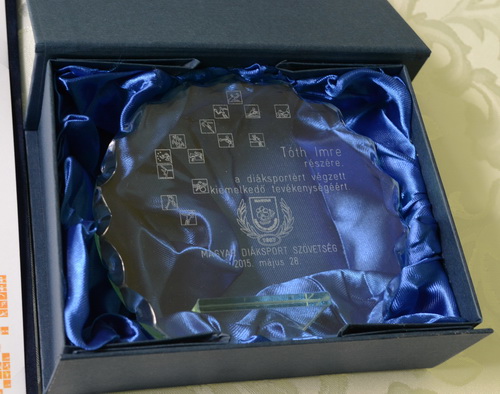 Tóth Imre
részére,
a diáksportért végzett
kiemelkedő tevékenységéért
MAGYAR DIÁKSPORT SZÖVETSÉG
2015. május 28.